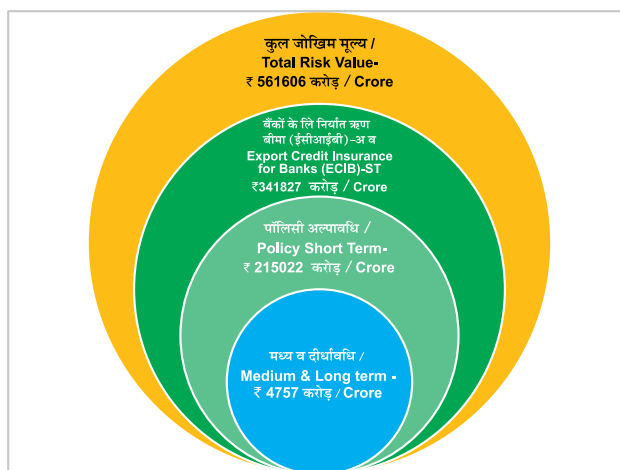 कुल जोखिम मूल्य /
Total Risk Value-
₹ 561606 करोड़ / Crore
बैंकों के लिे निर्यात ऋण
बीमा (ईसीआईबी)-अ व
Export Credit Insurance
for Banks (ECIB)-ST
₹341827 करोड़ / Crore
पॉलिसी अल्पावधि /
Policy Short Term-
₹ 215022 करोड़ / Crore
मध्य व दीर्धावधि /
Medium & Long term -
₹ 4757 करोड़ / Crore